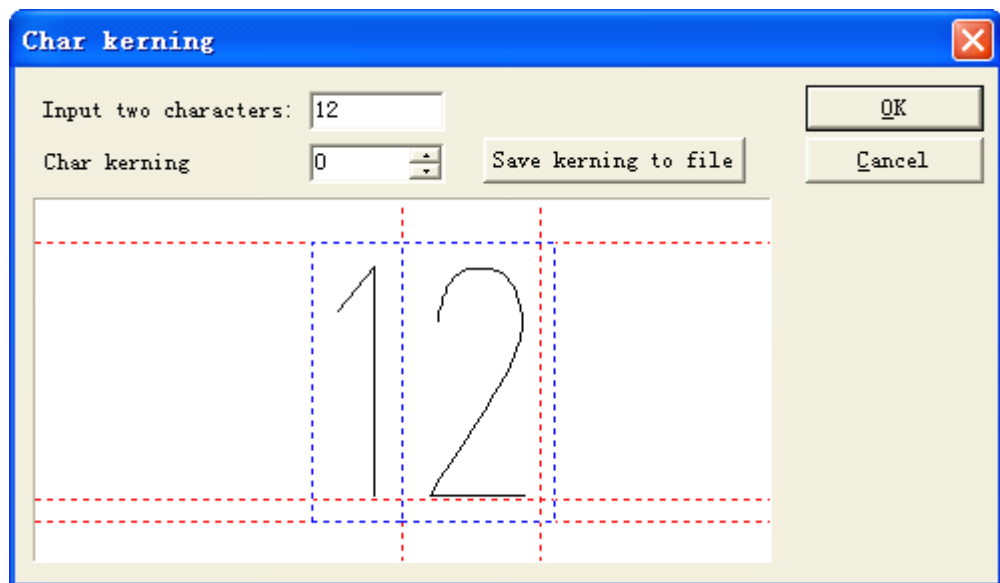 Char kerning
Input two characters: 12 OK
Char kerning 0 Save kerning to file Cancel
12